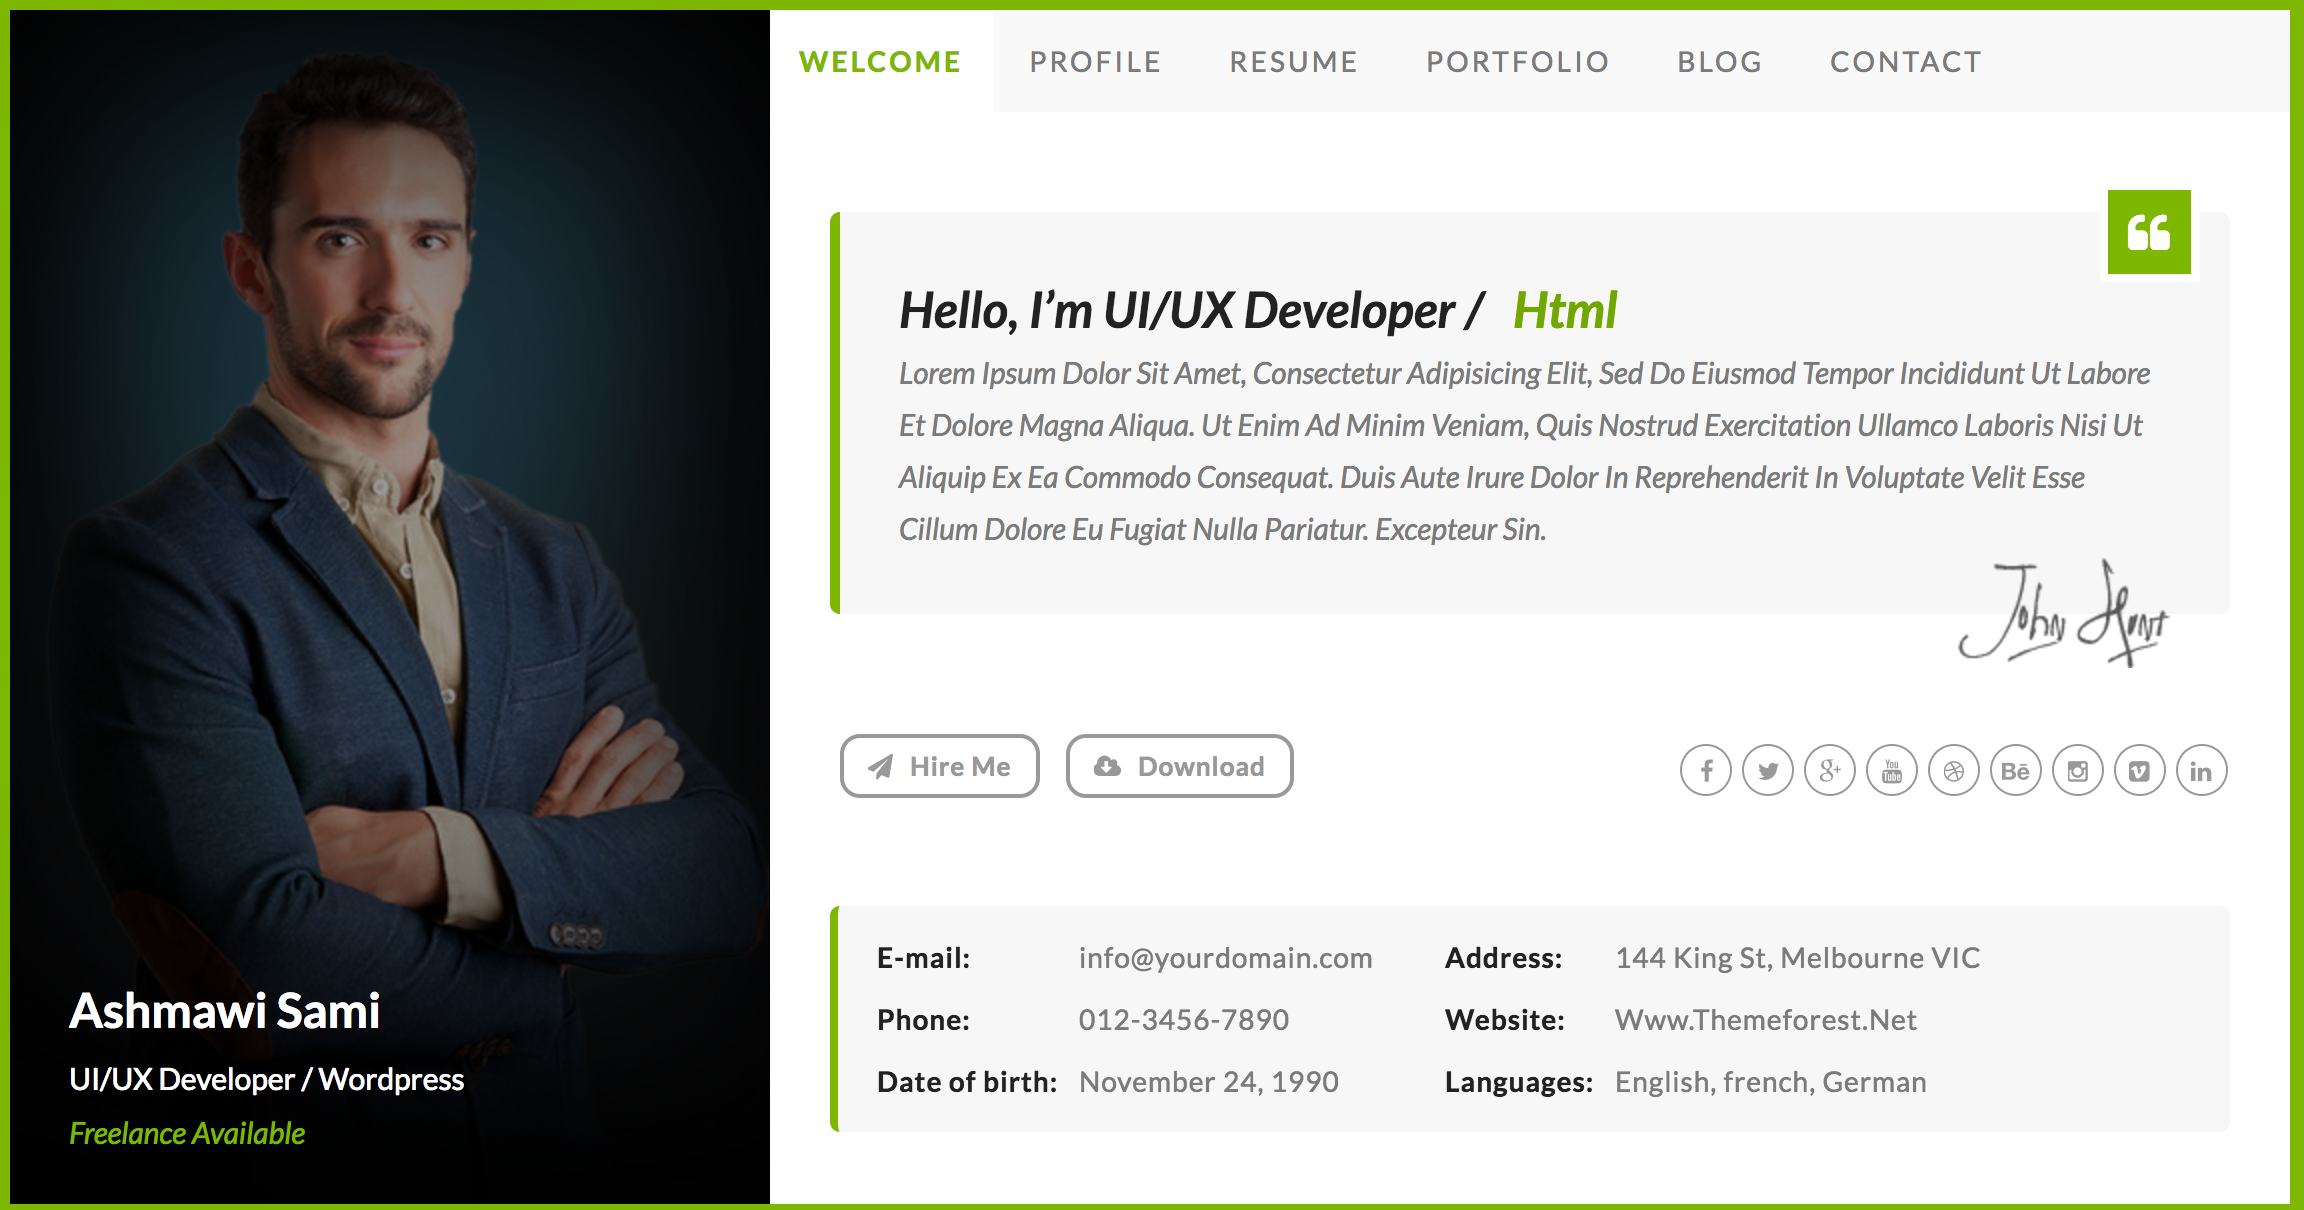 WELCOME PROFILE RESUME PORTFOLIO BLOG CONTACT
Hello, I’m UI/UX Developer / Html
Lorem Ipsum Dolor Sit Amet, Consectetur Adipisicing Elit, Sed Do Eiusmod Tempor Incididunt Ut Labore
Et Dolore Magna Aliqua. Ut Enim Ad Minim Veniam, Quis Nostrud Exercitation Ullamco Laboris Nisi Ut
Aliquip Ex Ea Commodo Consequat. Duis Aute Irure Dolor In Reprehenderit In Voluptate Velit Esse
Cillum Dolore Eu Fugiat Nulla Pariatur. Excepteur Sin.
John Hunt
Hire Me Download
You Tube Bē in
E-mail: info@yourdomain.com Address: 144 King St, Melbourne VIC
Phone: 012-3456-7890 Website: Www.Themeforest.Net
Date of birth: November 24, 1990 Languages: English, french, German
Ashmawi Sami
UI/UX Developer / Wordpress
Freelance Available